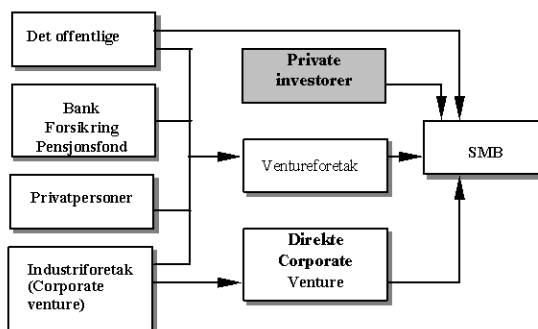 Det offentlige
Private
investorer
Bank
Forsikring
Pensjonsfond
Ventureforetak
SMB
Privatpersoner
Direkte
Corporate
Venture
Industriforetak
(Corporate
venture)